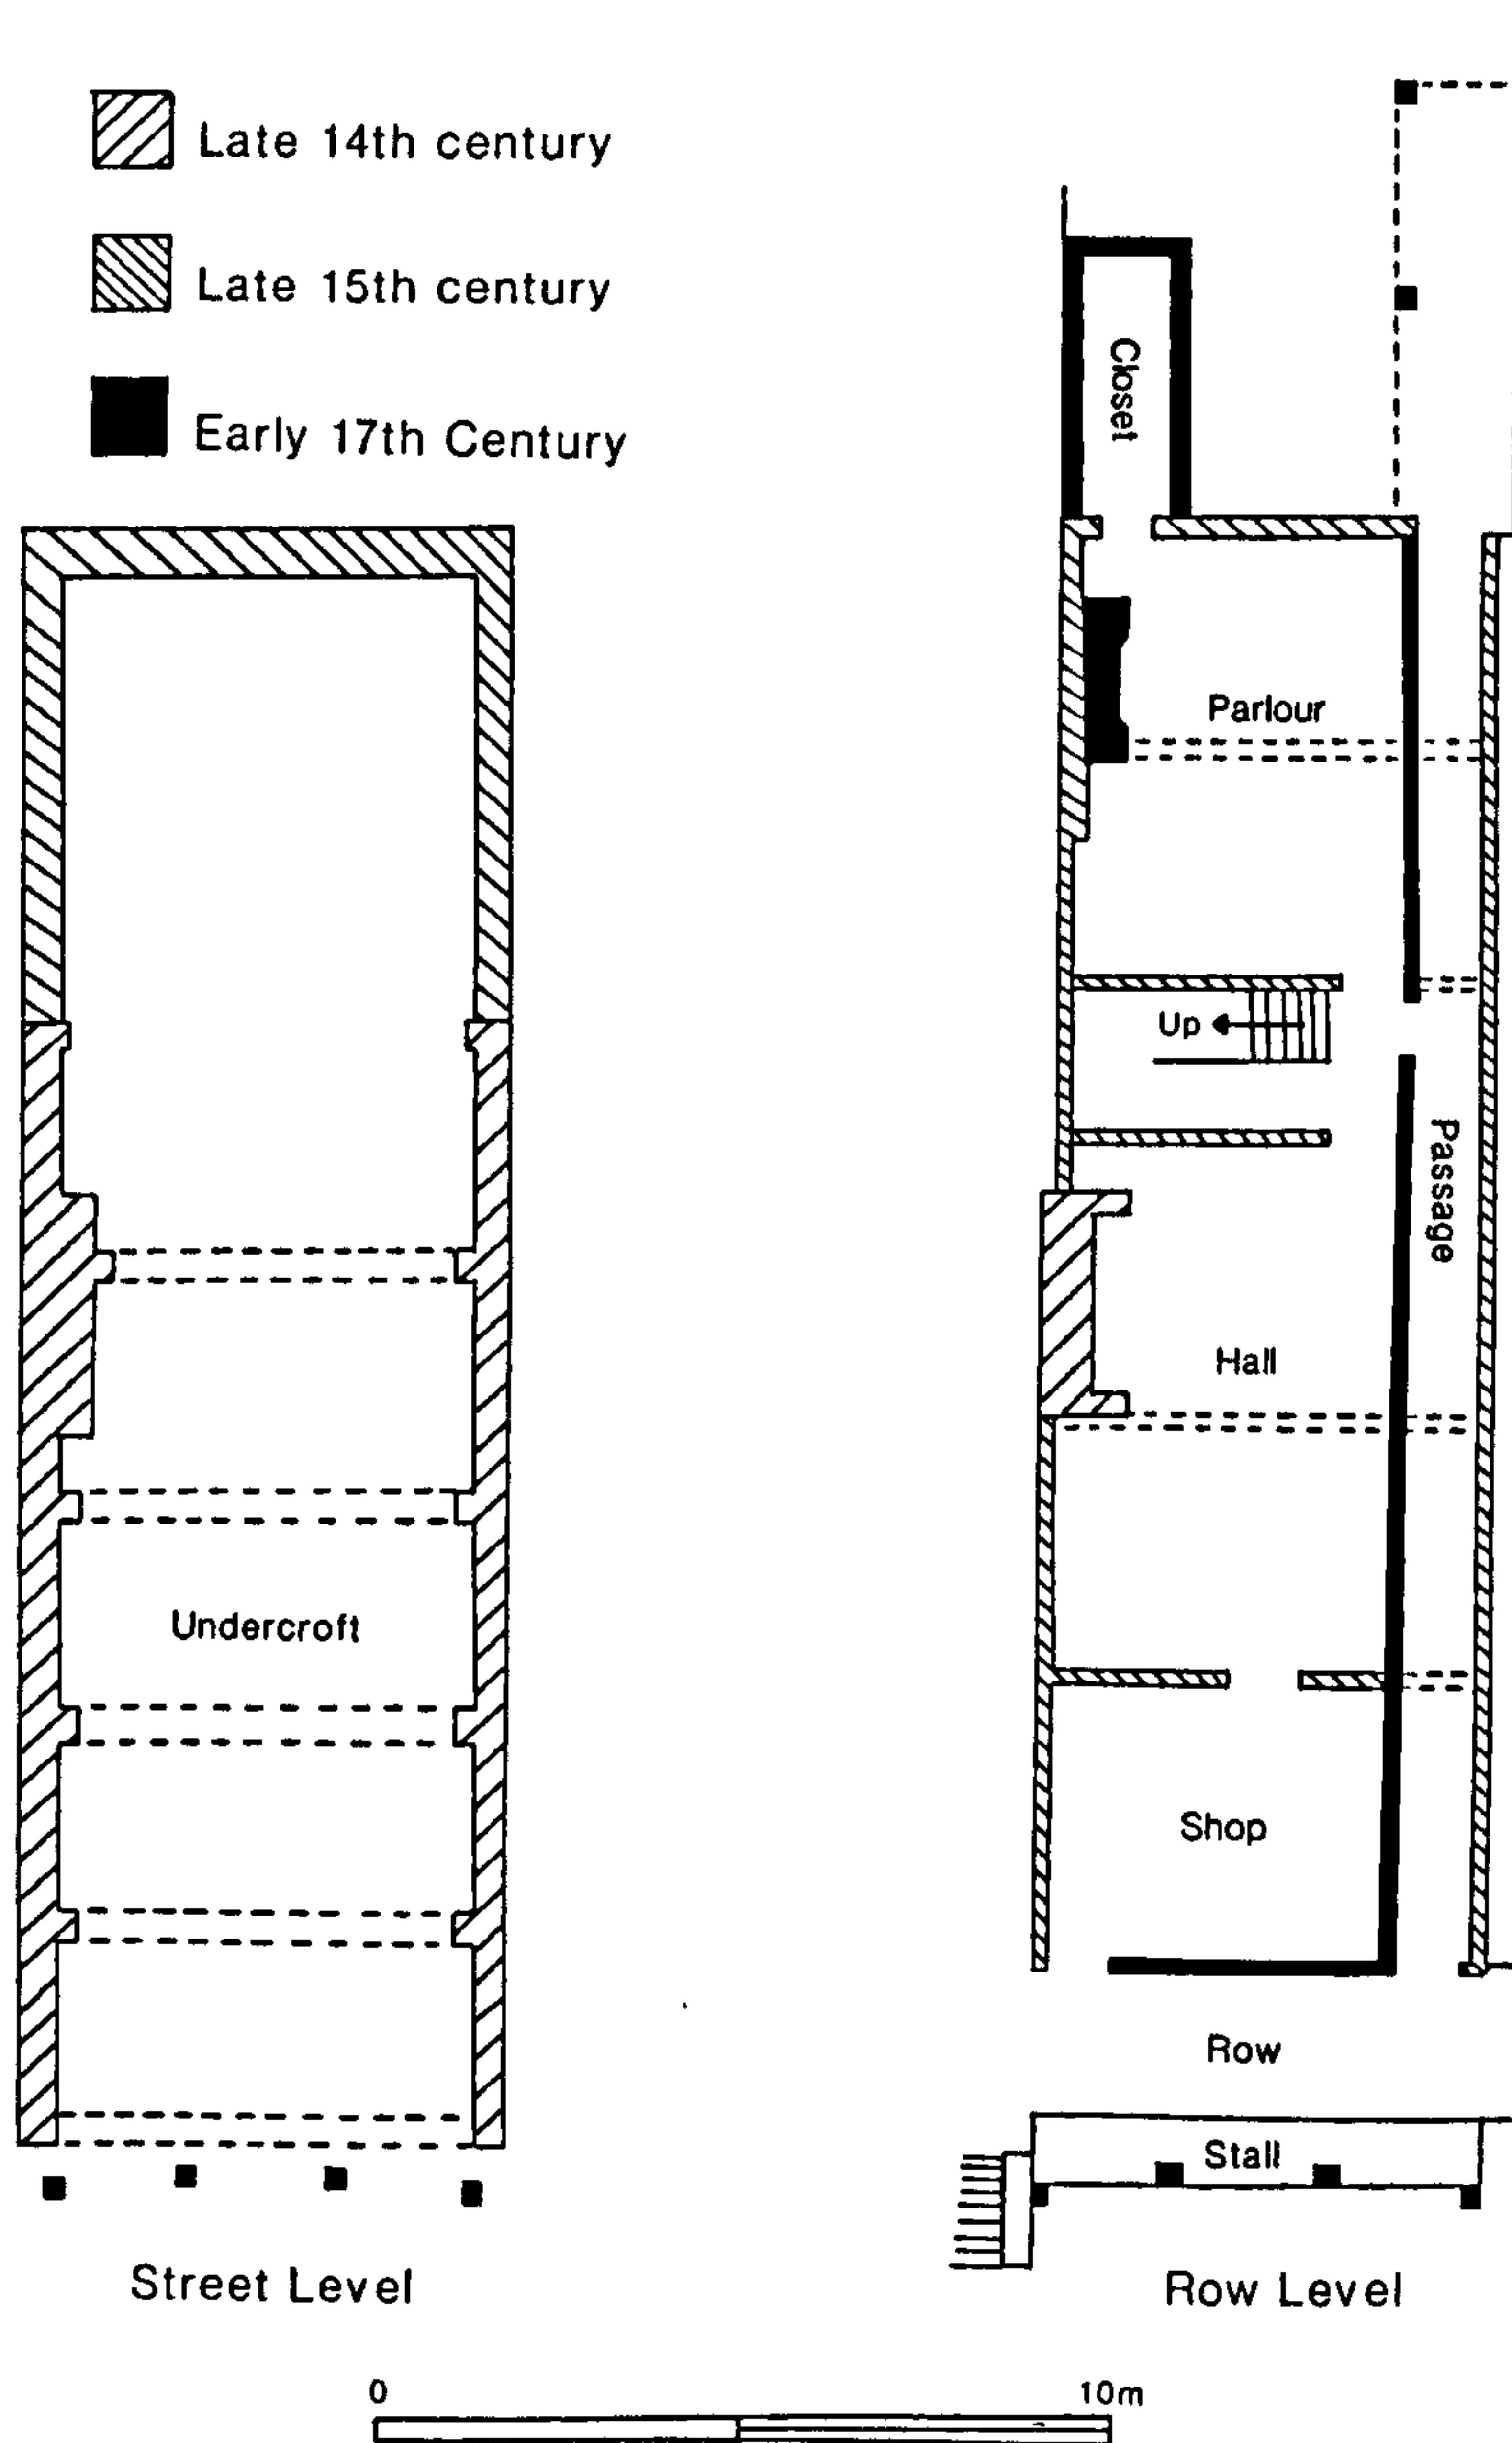 Late 14th century
Late 15th century
Early 17th Century
Closet
Parlour
Up
Passage
Hall
Undercroft
Shop
Row
Stall
Street Level
Row Level
0
10m